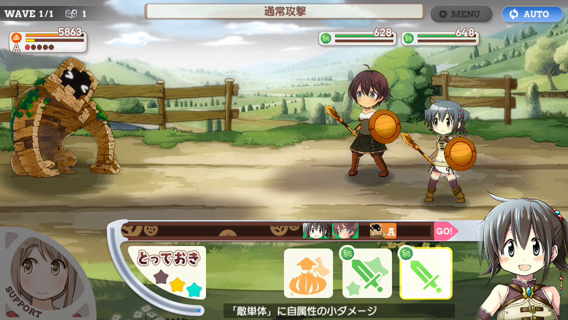 WAVE 1/1
1
通常攻撃
MENU
AUTO
5863
A
628
648
A
GO!
とっておき
SUPPORT
「敵単体」に自属性の小ダメージ